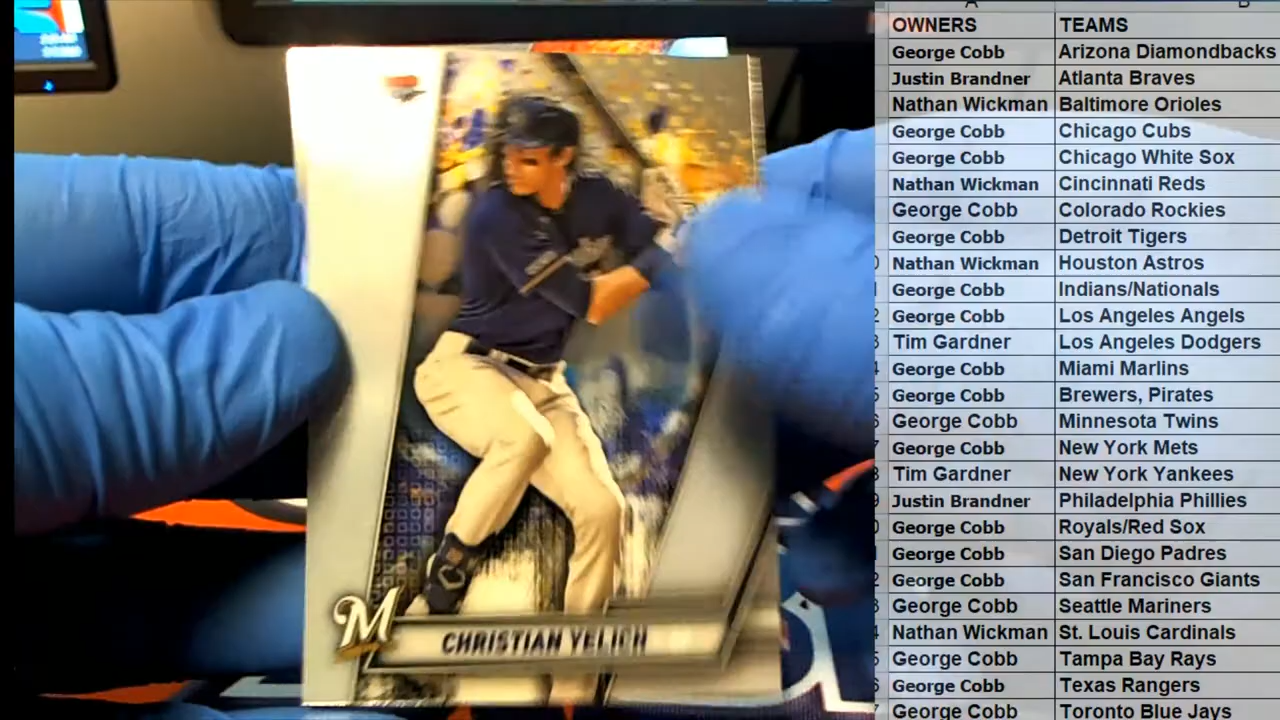 A B
OWNERS TEAMS
George Cobb Arizona Diamondbacks
Justin Brandner Atlanta Braves
Nathan Wickman Baltimore Orioles
George Cobb Chicago Cubs
George Cobb Chicago White Sox
Nathan Wickman Cincinnati Reds
George Cobb Colorado Rockies
George Cobb Detroit Tigers
Nathan Wickman Houston Astros
George Cobb Indians/Nationals
George Cobb Los Angeles Angels
Tim Gardner Los Angeles Dodgers
George Cobb Miami Marlins
George Cobb Brewers, Pirates
George Cobb Minnesota Twins
George Cobb New York Mets
Tim Gardner New York Yankees
Justin Brandner Philadelphia Phillies
George Cobb Royals/Red Sox
George Cobb San Diego Padres
George Cobb San Francisco Giants
George Cobb Seattle Mariners
Nathan Wickman St. Louis Cardinals
George Cobb Tampa Bay Rays
George Cobb Texas Rangers
George Cobb Toronto Blue Jays
M
CHRISTIAN YELICH